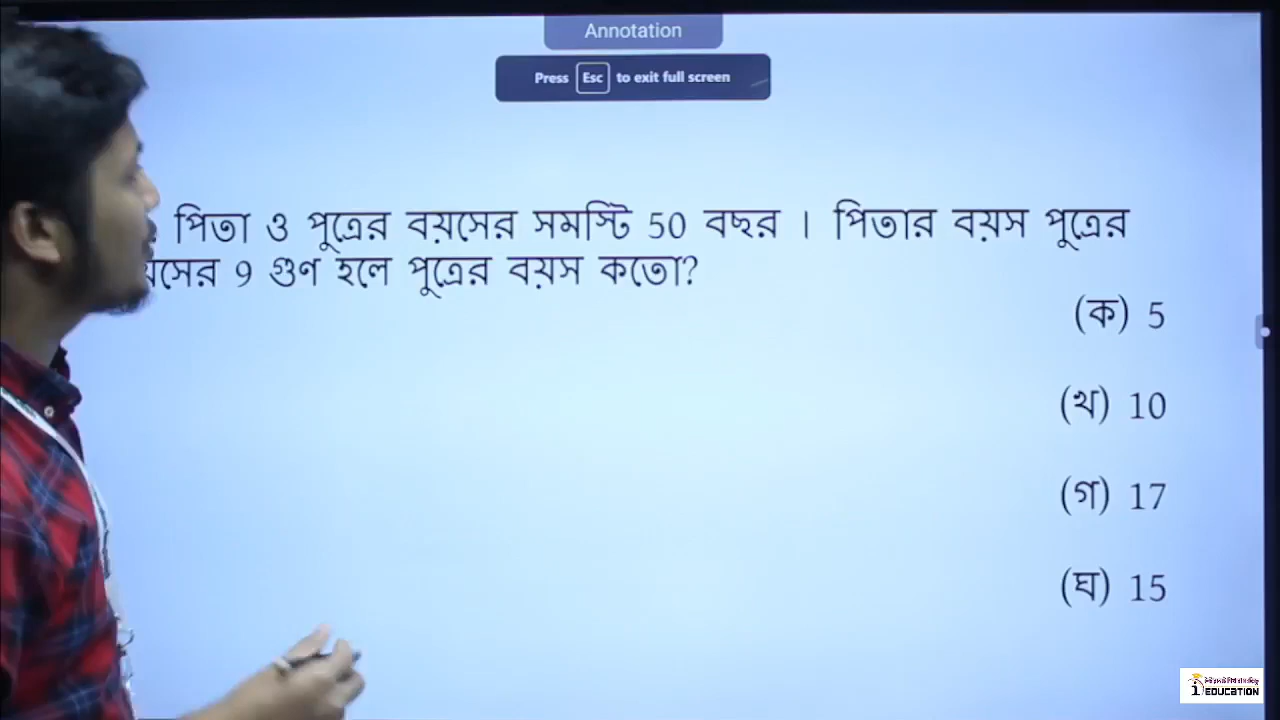 Annotation
Press Esc to exit full screen
পিতা ও পুত্রের বয়সের সমস্টি 50 বছর । পিতার বয়স পুত্রের
9 গুণ হলে পুত্রের বয়স কতো?
(ক) 5
(খ) 10
(গ) 17
(ঘ) 15
EDUCATION